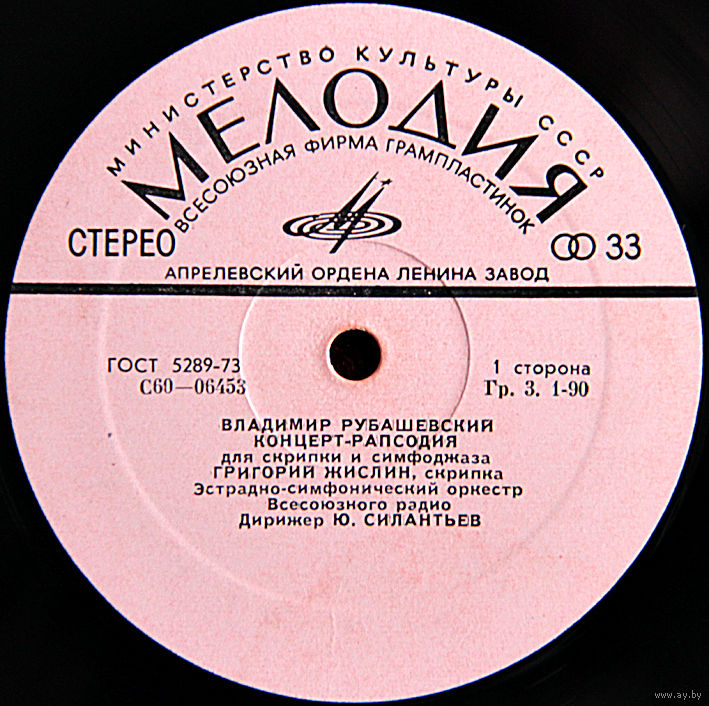 МИНИСТЕРСТВО КУЛЬТУРЫ СССР
МЕЛОДИЯ
ВСЕСОЮЗНАЯ ФИРМА ГРАМПЛАСТИНОК
СТЕРЕО
33
АПРЕЛЕВСКИЙ ОРДЕНА ЛЕНИНА ЗАВОД
ГОСТ 5289-73
1 сторона
С60—06453
Гр. 3. 1-90
ВЛАДИМИР РУБАШЕВСКИЙ
КОНЦЕРТ-РАПСОДИЯ
для скрипки и симфоджаза
ГРИГОРИЙ ЖИСЛИН, скрипка
Эстрадно-симфонический оркестр
Всесоюзного радио
Дирижер Ю. СИЛАНТЬЕВ
www.ay.by